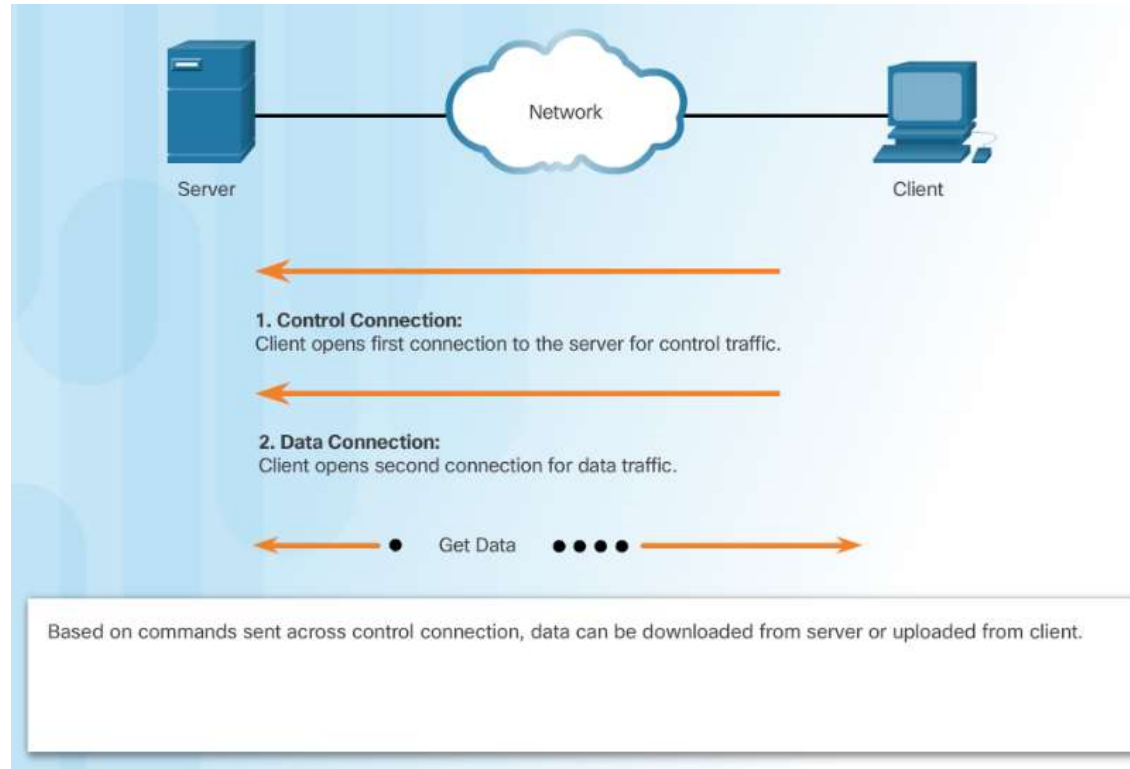 Network
Server
Client
1. Control Connection:
Client opens first connection to the server for control traffic.
2. Data Connection:
Client opens second connection for data traffic.
Get Data
Based on commands sent across control connection, data can be downloaded from server or uploaded from client.